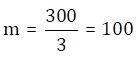 m = 300/3 = 100